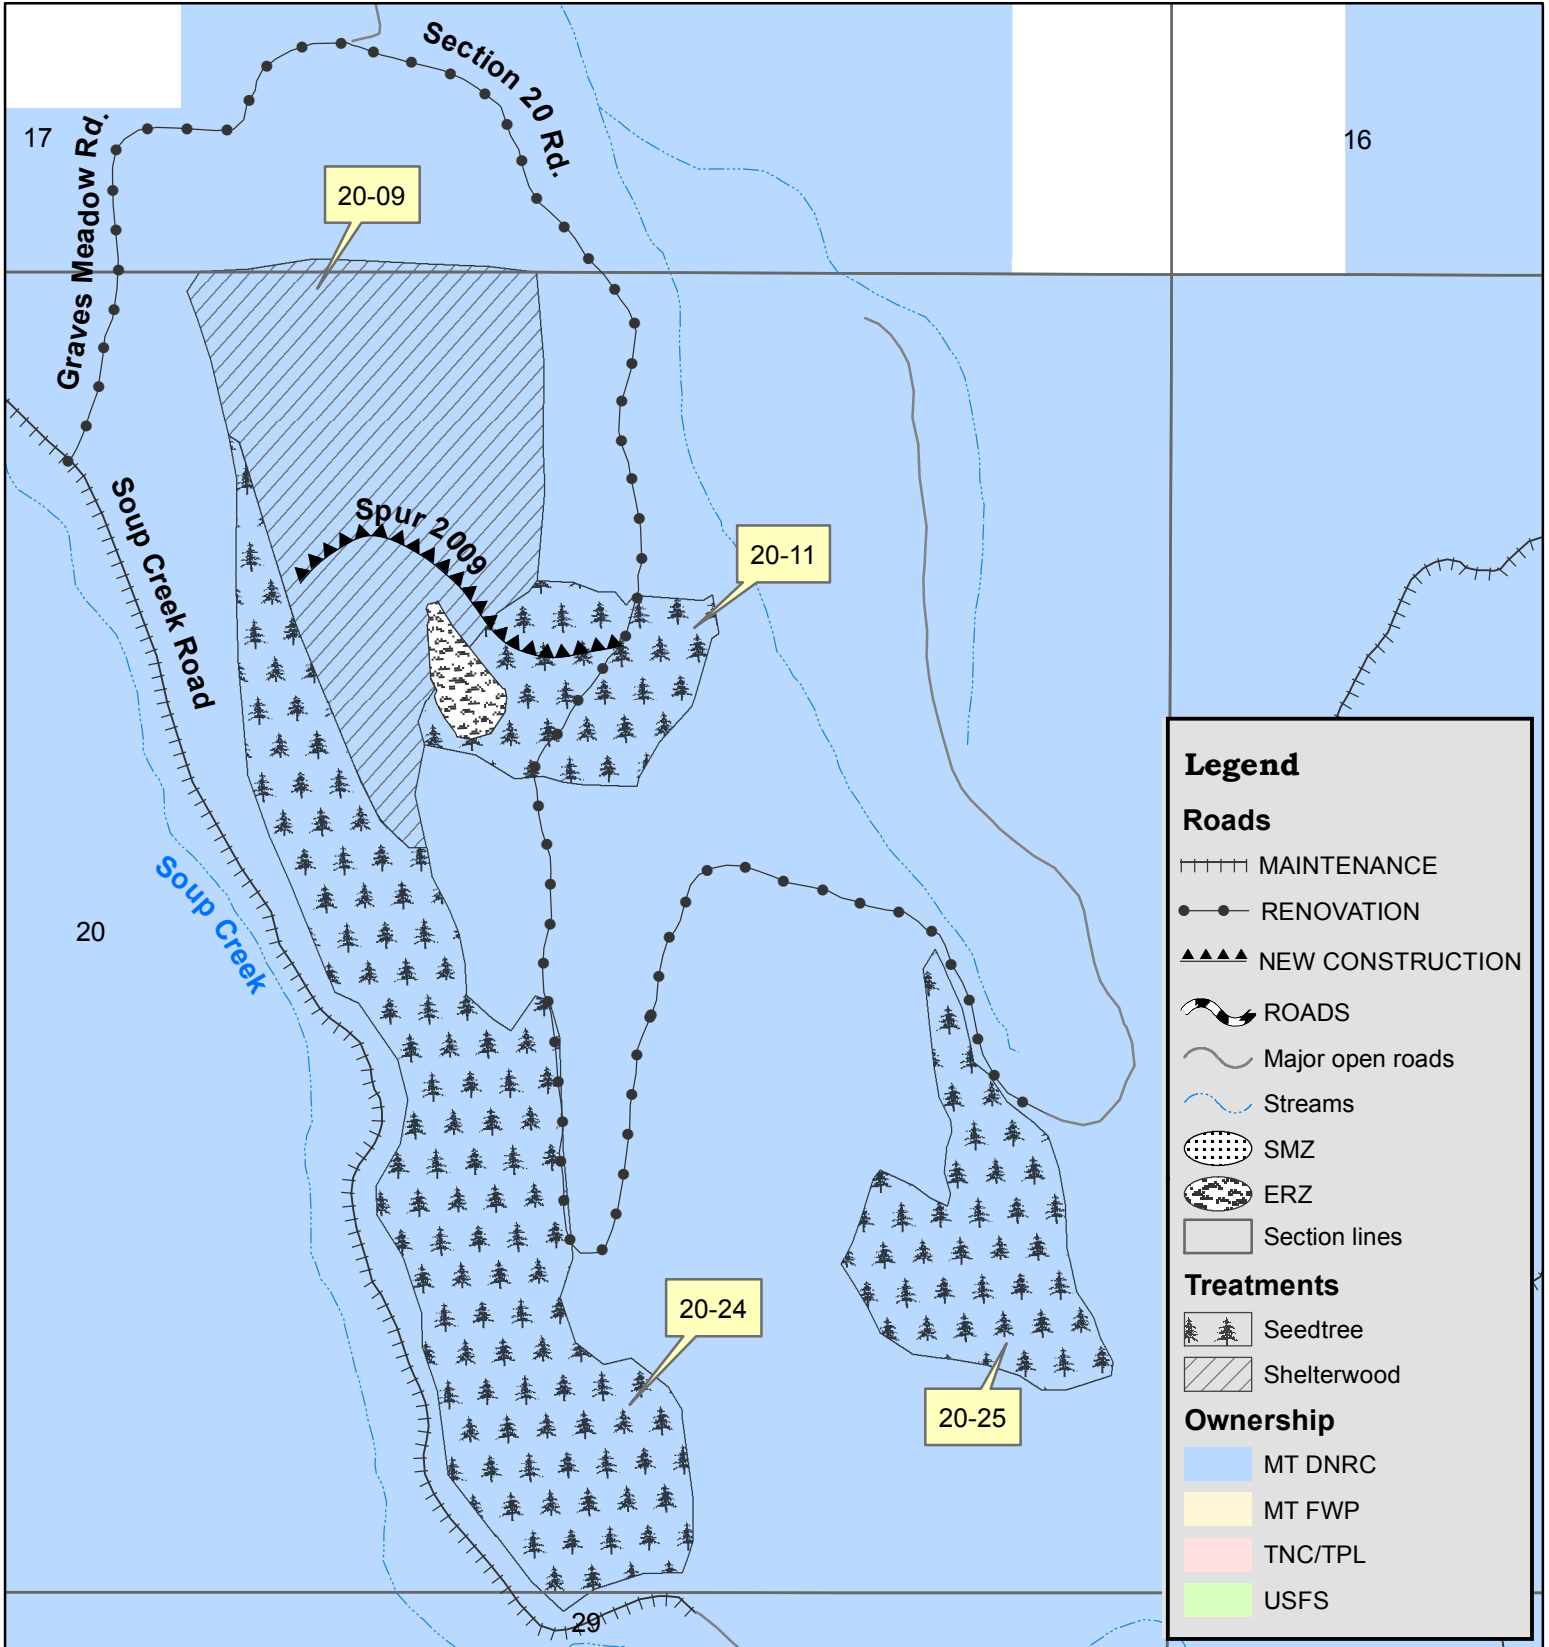 Section 20 Rd.
17
Graves Meadow Rd.
16
20-09
Spur 2009
Soup Creek Road
20-11
Soup Creek
20
20-24
20-25
29
Legend
Roads
MAINTENANCE
RENOVATION
NEW CONSTRUCTION
ROADS
Major open roads
Streams
SMZ
ERZ
Section lines
Treatments
Seedtree
Shelterwood
Ownership
MT DNRC
MT FWP
TNC/TPL
USFS